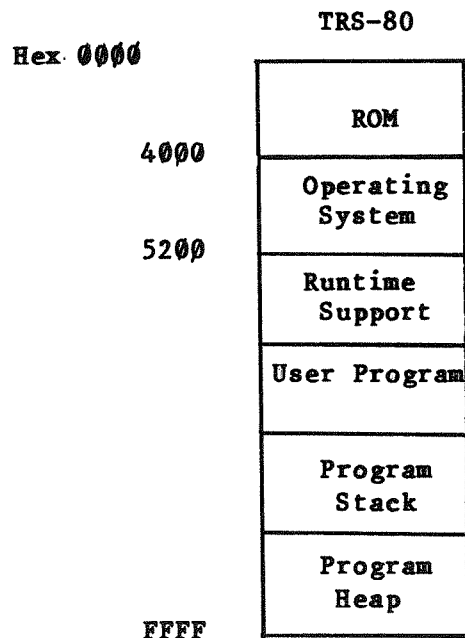 TRS-80
Hex 0000
ROM
4000
Operating
System
5200
Runtime
Support
User Program
Program
Stack
Program
Heap
FFFF